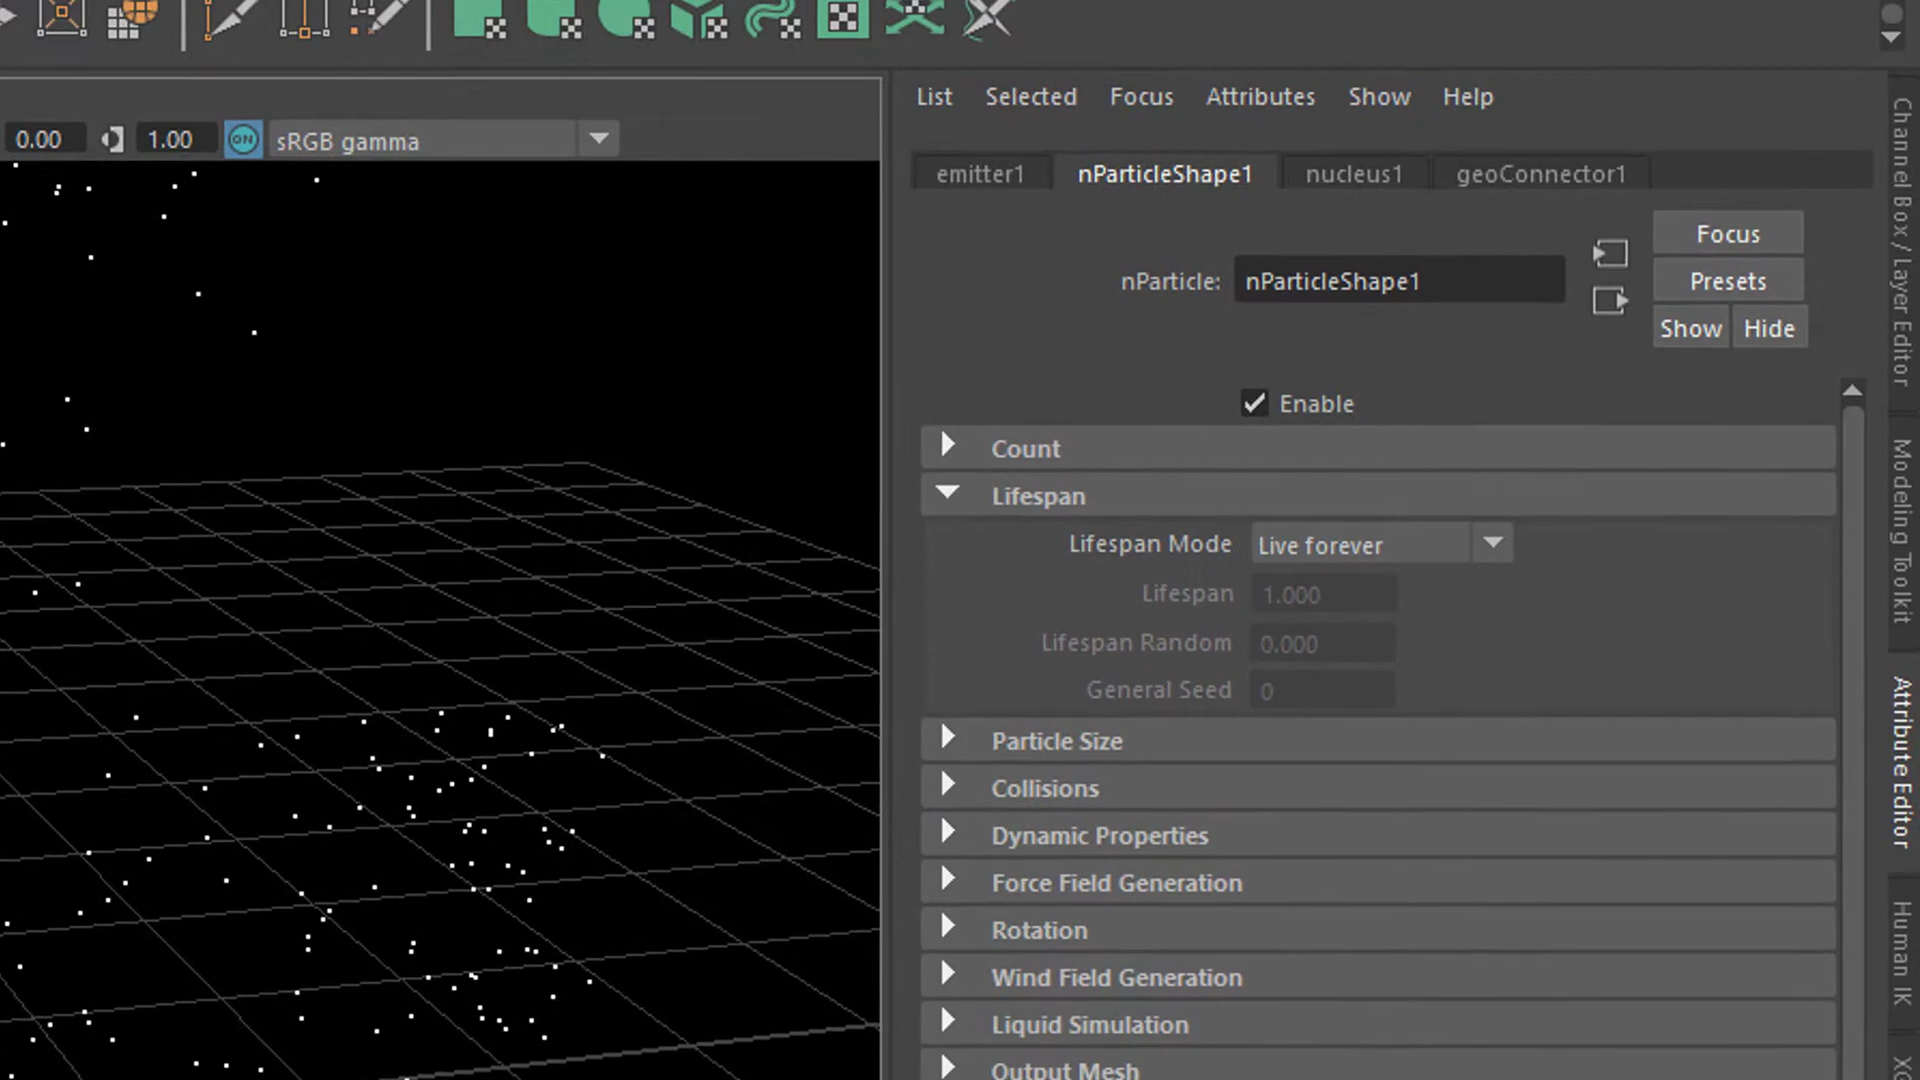 List Selected Focus Attributes Show Help
0.00 1.00 ON sRGB gamma
emitter1 nParticleShape1 nucleus1 geoConnector1
Focus
nParticle: nParticleShape1 Presets
Show Hide
Enable
Count
Lifespan
Lifespan Mode Live forever
Lifespan 1.000
Lifespan Random 0.000
General Seed 0
Particle Size
Collisions
Dynamic Properties
Force Field Generation
Rotation
Wind Field Generation
Liquid Simulation
Output Mesh
Channel Box / Layer Editor
Modeling Toolkit
Attribute Editor
Human IK